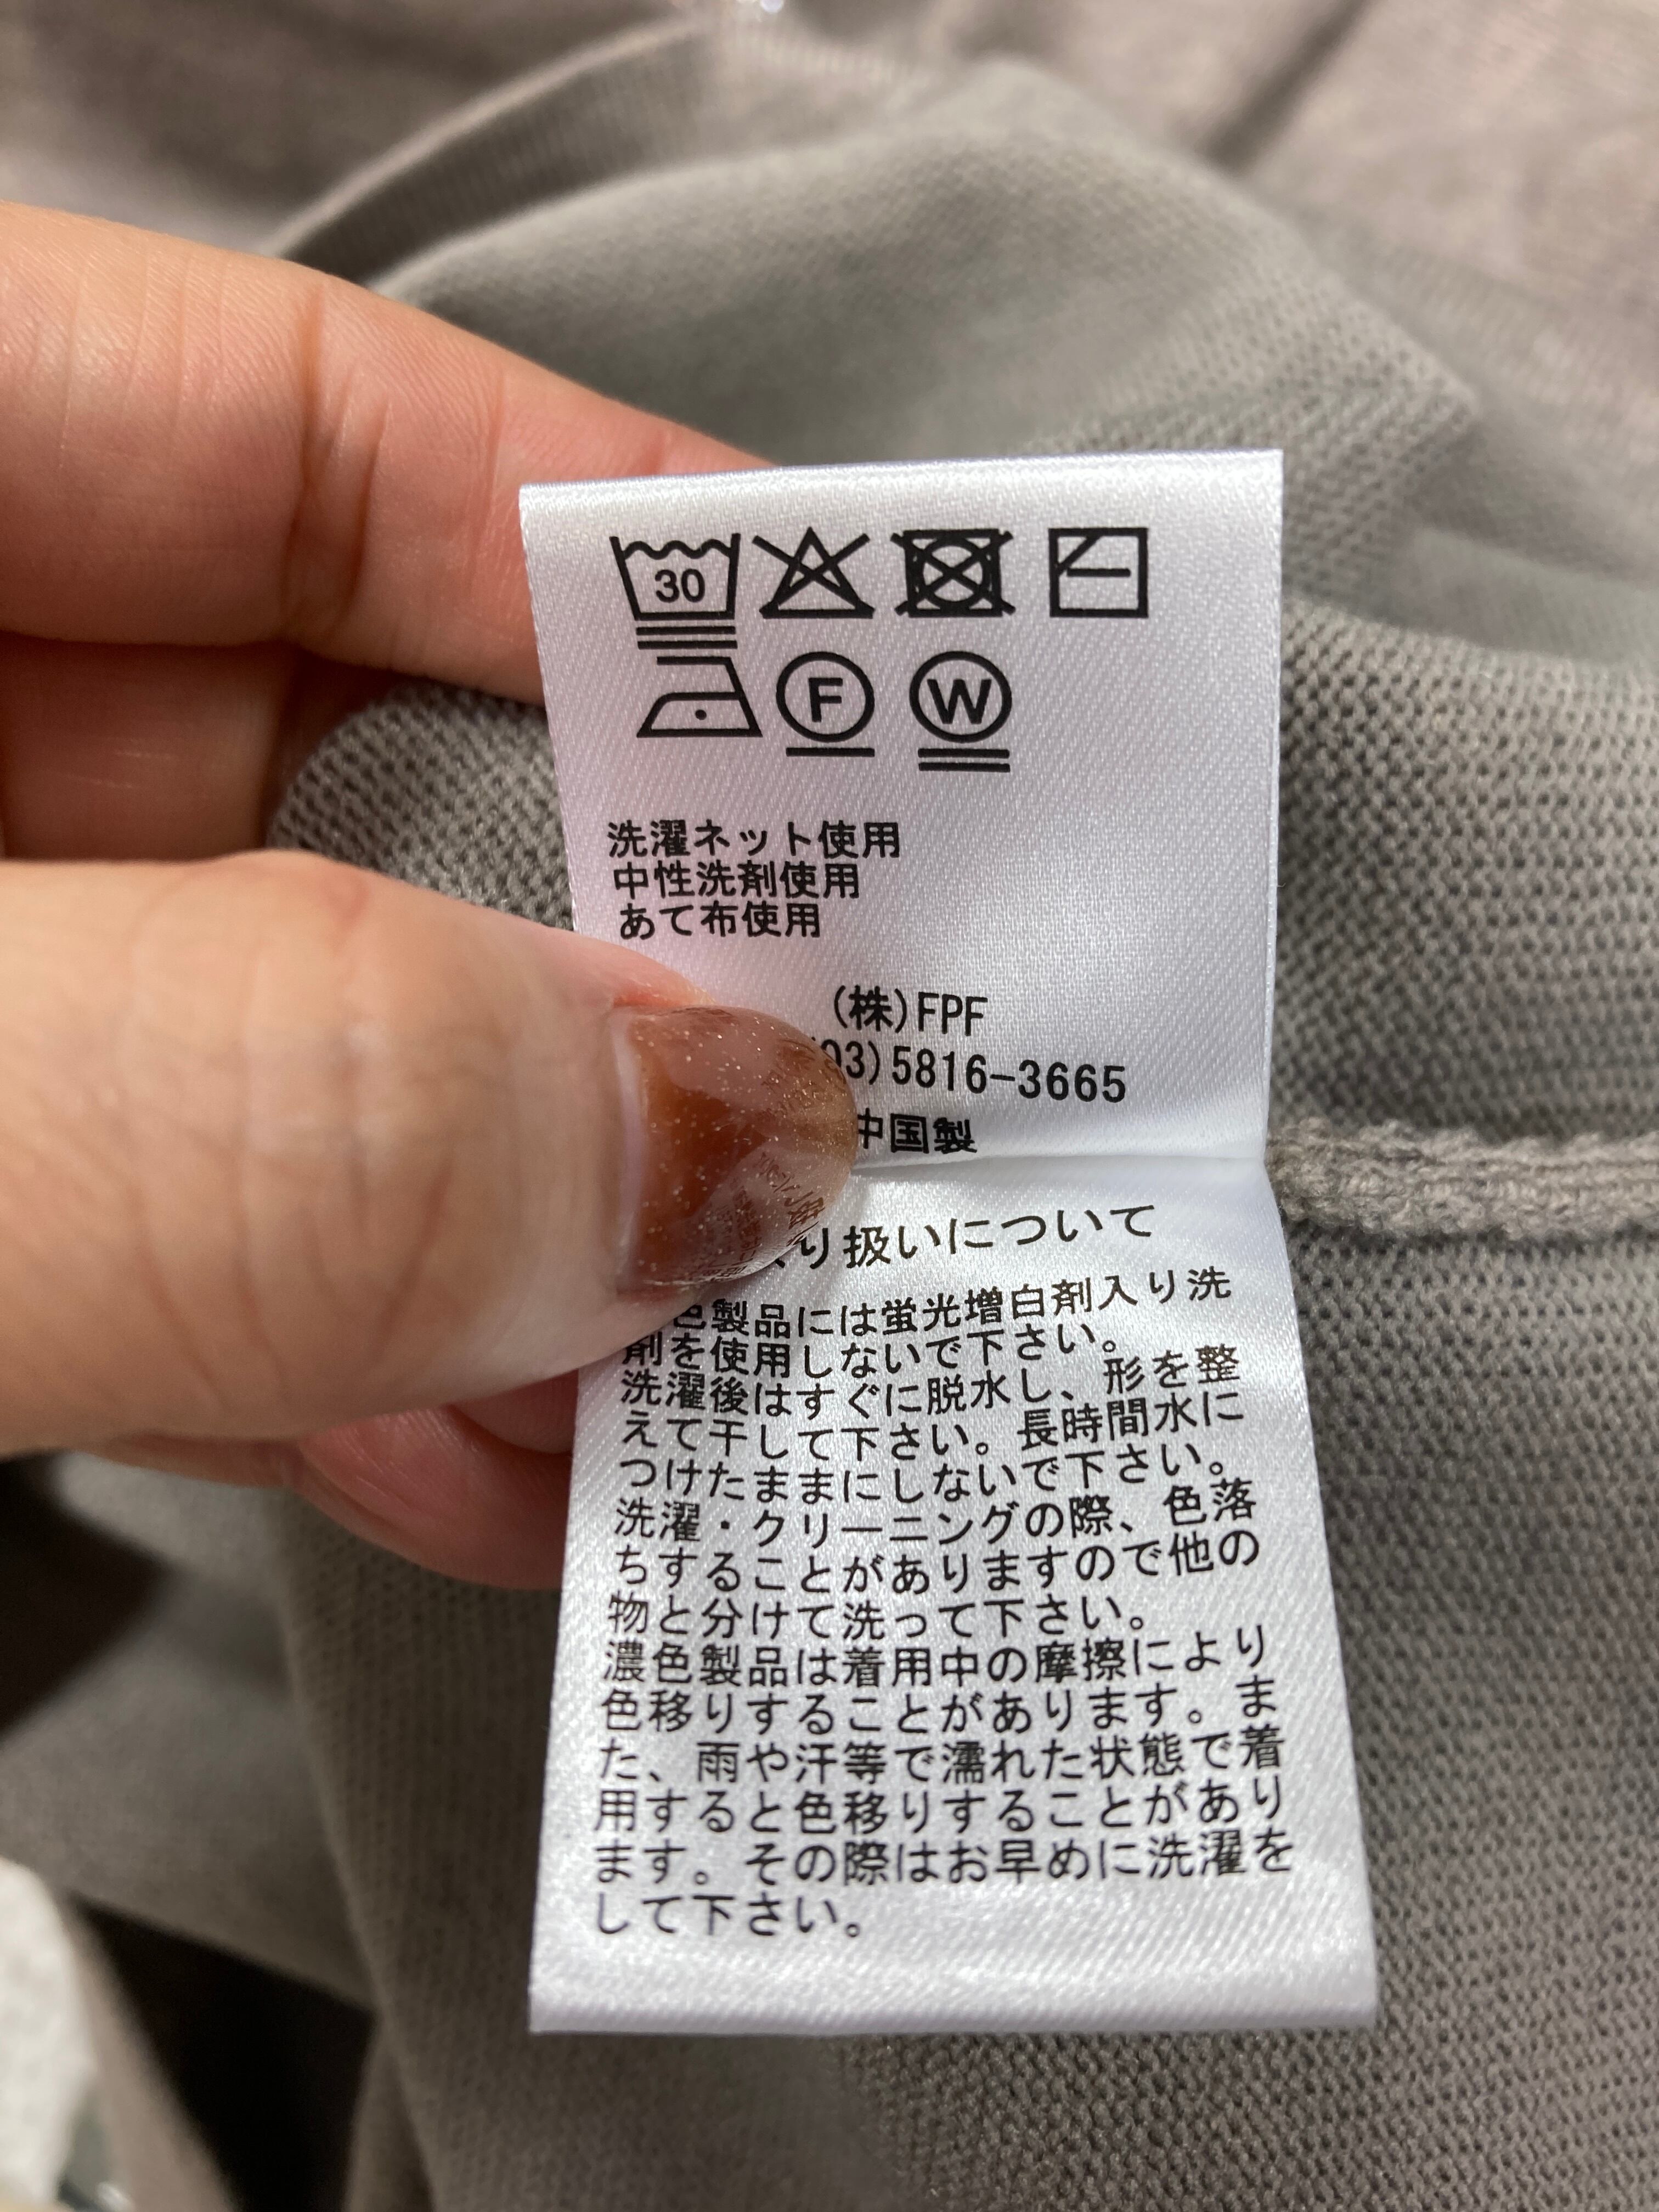 30
F W
洗濯ネット使用
中性洗剤使用
あて布使用
(株)FPF
03)5816-3665
中国製
り扱いについて
色製品には蛍光増白剤入り洗
剤を使用しないで下さい。
洗濯後はすぐに脱水し、形を整
えて干して下さい。長時間水に
つけたままにしないで下さい。
洗濯・クリーニングの際、色落
ちすることがありますので他の
物と分けて洗って下さい。
濃色製品は着用中の摩擦により
色移りすることがあります。ま
た、雨や汗等で濡れた状態で着
用すると色移りすることがあり
ます。その際はお早めに洗濯を
して下さい。